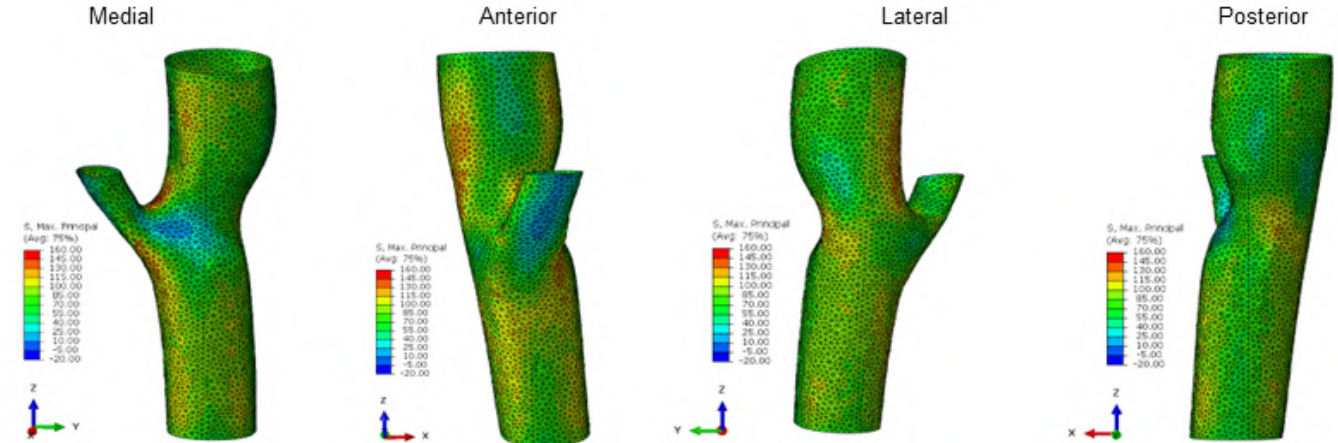 Medial
Anterior
Lateral
Posterior
S, Max. Principal
(Avg: 75%)
160.00
145.00
130.00
115.00
100.00
85.00
70.00
55.00
40.00
25.00
10.00
-5.00
-20.00
Z
Y
X
S, Max. Principal
(Avg: 75%)
160.00
145.00
130.00
115.00
100.00
85.00
70.00
55.00
40.00
25.00
10.00
-5.00
-20.00
Z
X
S, Max. Principal
(Avg: 75%)
160.00
145.00
130.00
115.00
100.00
85.00
70.00
55.00
40.00
25.00
10.00
-5.00
-20.00
Z
Y
S, Max. Principal
(Avg: 75%)
160.00
145.00
130.00
115.00
100.00
85.00
70.00
55.00
40.00
25.00
10.00
-5.00
-20.00
Z
X